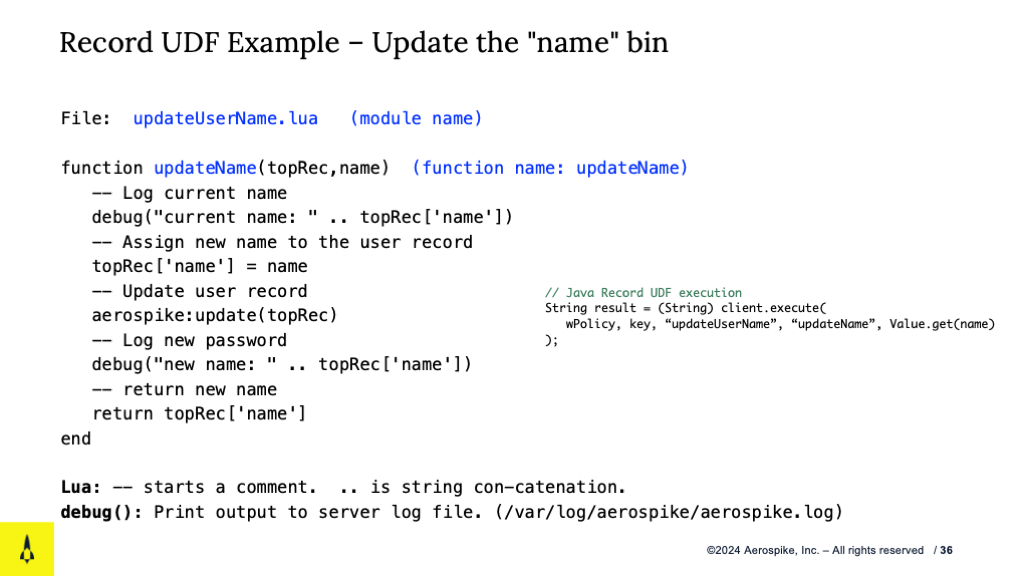 Record UDF Example – Update the "name" bin
File:  updateUserName.lua   (module name)
function updateName(topRec,name)  (function name: updateName)
   -- Log current name
   debug("current name: " .. topRec['name'])
   -- Assign new name to the user record
   topRec['name'] = name
   -- Update user record
   aerospike:update(topRec)
   -- Log new password
   debug("new name: " .. topRec['name'])
   -- return new name
   return topRec['name']
end
// Java Record UDF execution
String result = (String) client.execute(
   wPolicy, key, “updateUserName”, “updateName”, Value.get(name)
);
Lua: -- starts a comment.  .. is string con-catenation.
debug(): Print output to server log file. (/var/log/aerospike/aerospike.log)
©2024 Aerospike, Inc. – All rights reserved   / 36